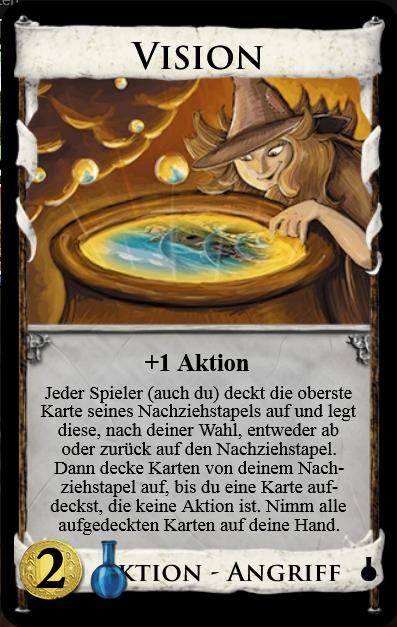 VISION
+1 Aktion
Jeder Spieler (auch du) deckt die oberste
Karte seines Nachziehstapels auf und legt
diese, nach deiner Wahl, entweder ab
oder zurück auf den Nachziehstapel.
Dann decke Karten von deinem Nach-
ziehstapel auf, bis du eine Karte auf-
deckst, die keine Aktion ist. Nimm alle
aufgedeckten Karten auf deine Hand.
2 KTION - ANGRIFF